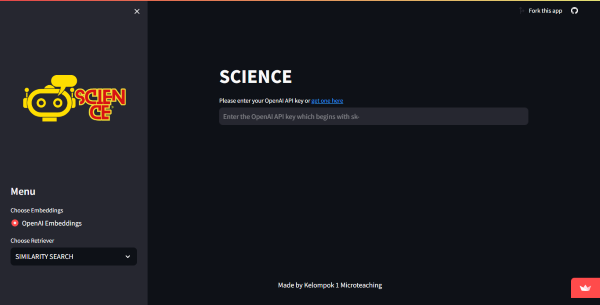 Fork this app
SCIEN
CE
SCIENCE
Please enter your OpenAI API key or get one here
Enter the OpenAI API key which begins with sk-
Menu
Choose Embeddings
OpenAI Embeddings
Choose Retriever
SIMILARITY SEARCH
Made by Kelompok 1 Microteaching